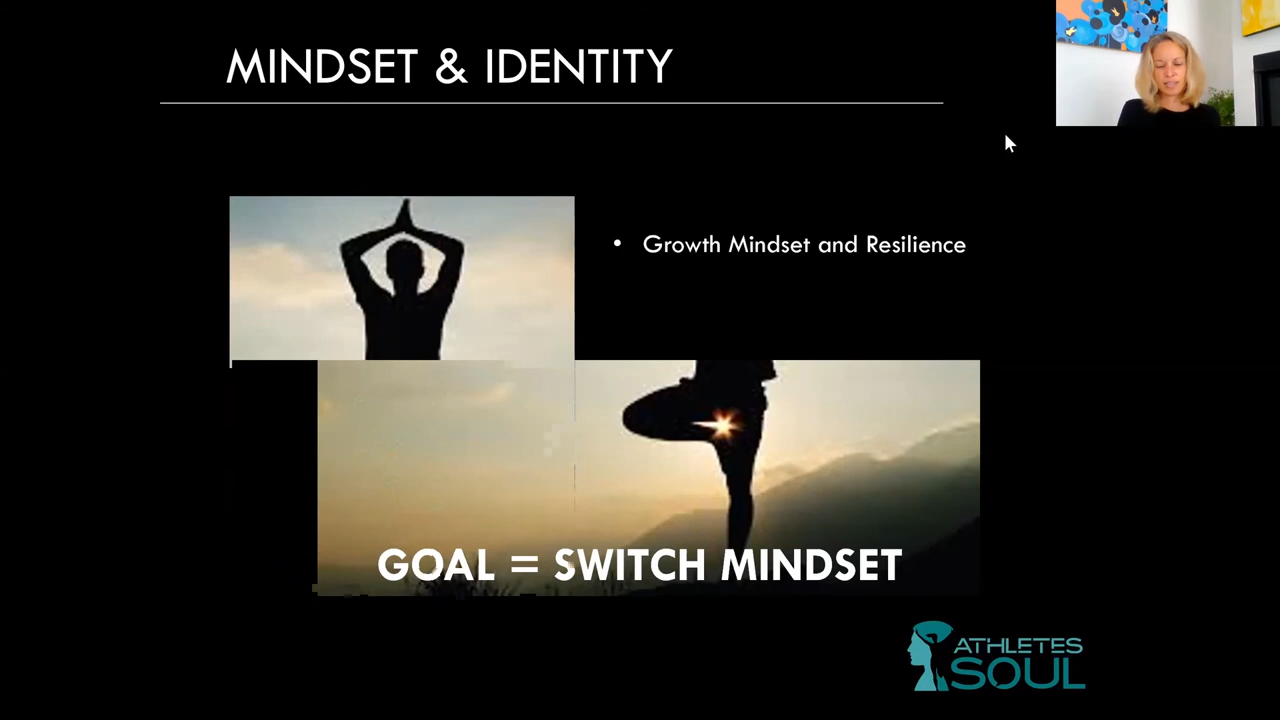 MINDSET & IDENTITY
• Growth Mindset and Resilience
GOAL = SWITCH MINDSET
ATHLETES
SOUL